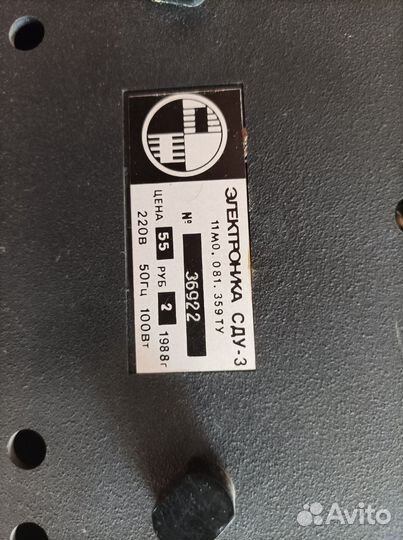 ЭЛЕКТРОНИКА СДУ-3
11МО, 081. 359ТУ
№ 36922
ЦЕНА 55 РУБ 2 1988г
220В 50Гц 100Вт
Avito